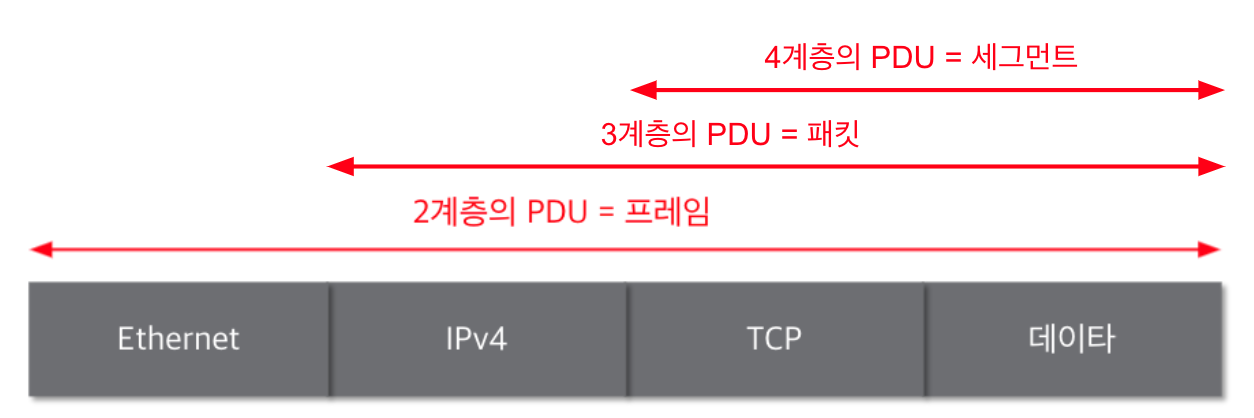 4계층의 PDU = 세그먼트
3계층의 PDU = 패킷
2계층의 PDU = 프레임
Ethernet IPv4 TCP 데이타